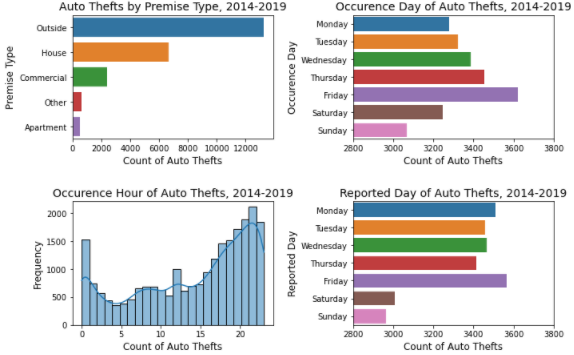 Auto Thefts by Premise Type, 2014-2019
Premise Type
Outside
House
Commercial
Other
Apartment
0 2000 4000 6000 8000 10000 12000
Count of Auto Thefts
Occurence Day of Auto Thefts, 2014-2019
Occurence Day
Monday
Tuesday
Wednesday
Thursday
Friday
Saturday
Sunday
2800 3000 3200 3400 3600 3800
Count of Auto Thefts
Occurence Hour of Auto Thefts, 2014-2019
Frequency
2000
1500
1000
500
0
0 5 10 15 20
Count of Auto Thefts
Reported Day of Auto Thefts, 2014-2019
Reported Day
Monday
Tuesday
Wednesday
Thursday
Friday
Saturday
Sunday
2800 3000 3200 3400 3600 3800
Count of Auto Thefts